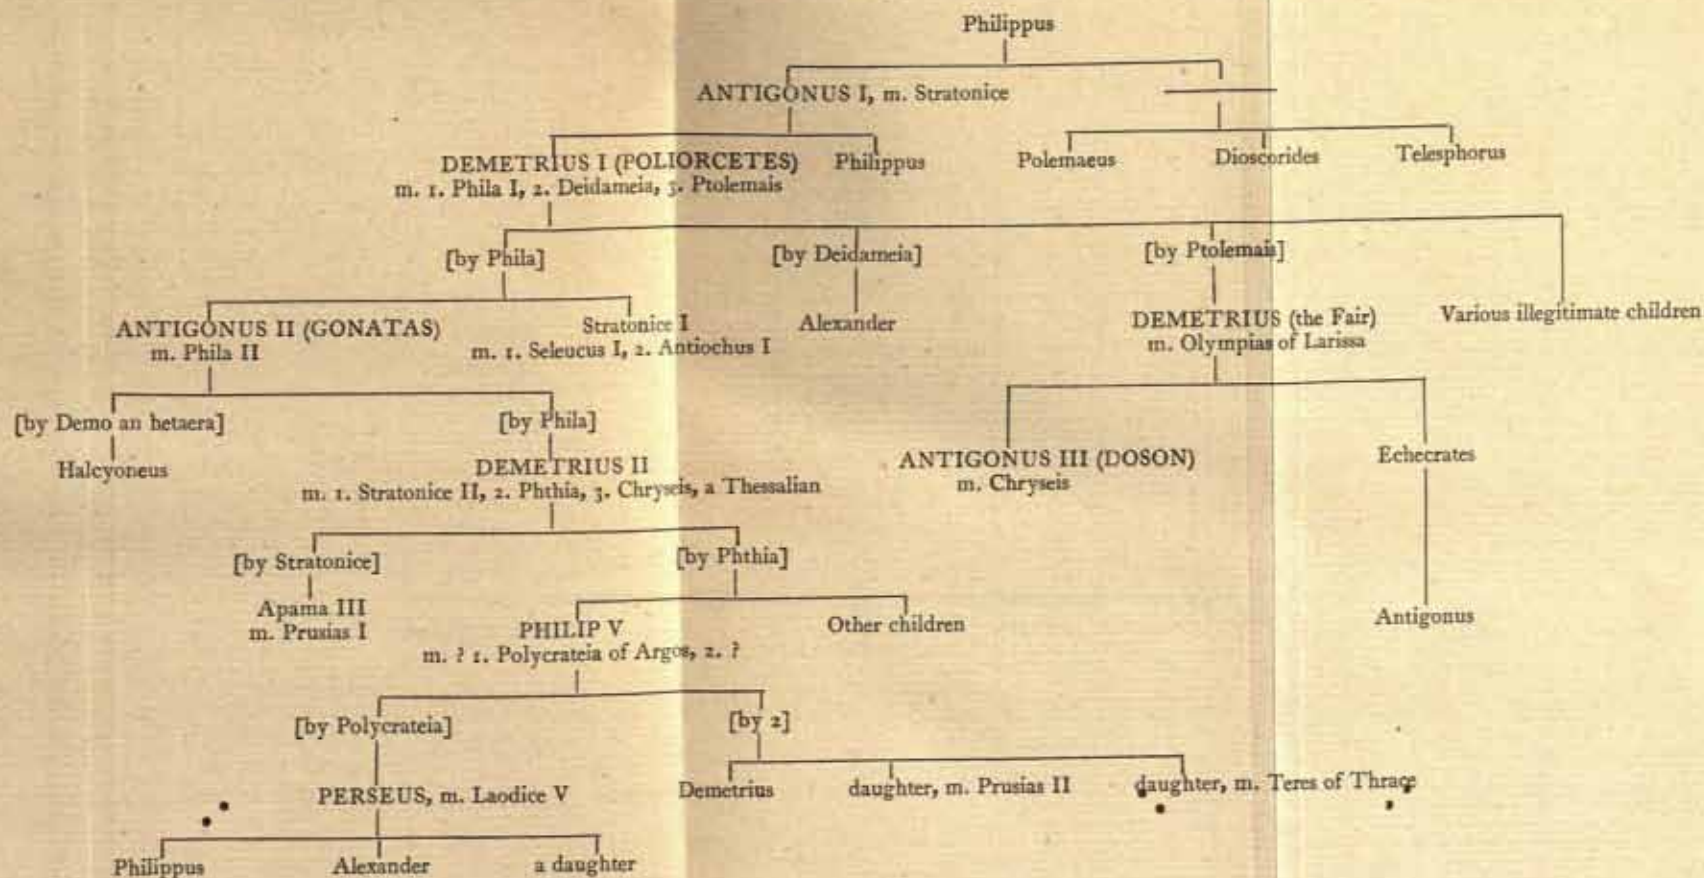 Philippus
ANTIGONUS I, m. Stratonice
DEMETRIUS I (POLIORCETES)
m. 1. Phila I, 2. Deidameia, 3. Ptolemais
Philippus
Polemaeus
Dioscorides
Telesphorus
[by Phila]
[by Deidameia]
[by Ptolemais]
ANTIGONUS II (GONATAS)
m. Phila II
Stratonice I
m. 1. Seleucus I, 2. Antiochus I
Alexander
DEMETRIUS (the Fair)
m. Olympias of Larissa
Various illegitimate children
[by Demo an hetaera]
[by Phila]
Halcyoneus
DEMETRIUS II
m. 1. Stratonice II, 2. Phthia, 3. Chryseis, a Thessalian
ANTIGONUS III (DOSON)
m. Chryseis
Echecrates
[by Stratonice]
[by Phthia]
Apama III
m. Prusias I
PHILIP V
m. ? 1. Polycrateia of Argos, 2. ?
Other children
Antigonus
[by Polycrateia]
[by 2]
PERSEUS, m. Laodice V
Demetrius
daughter, m. Prusias II
daughter, m. Teres of Thrace
Philippus
Alexander
a daughter